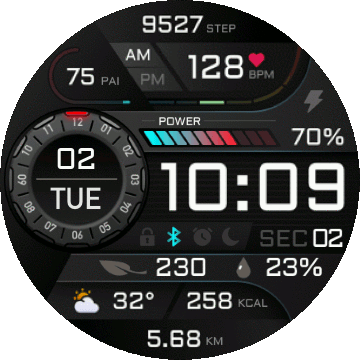 9527 STEP
AM
PM
75 PAI
128 BPM
POWER
70%
12 01 02 03 04 05 06 07 08 09 10 11
02
TUE
10:09
SEC 02
230
23%
32°
258 KCAL
5.68 KM